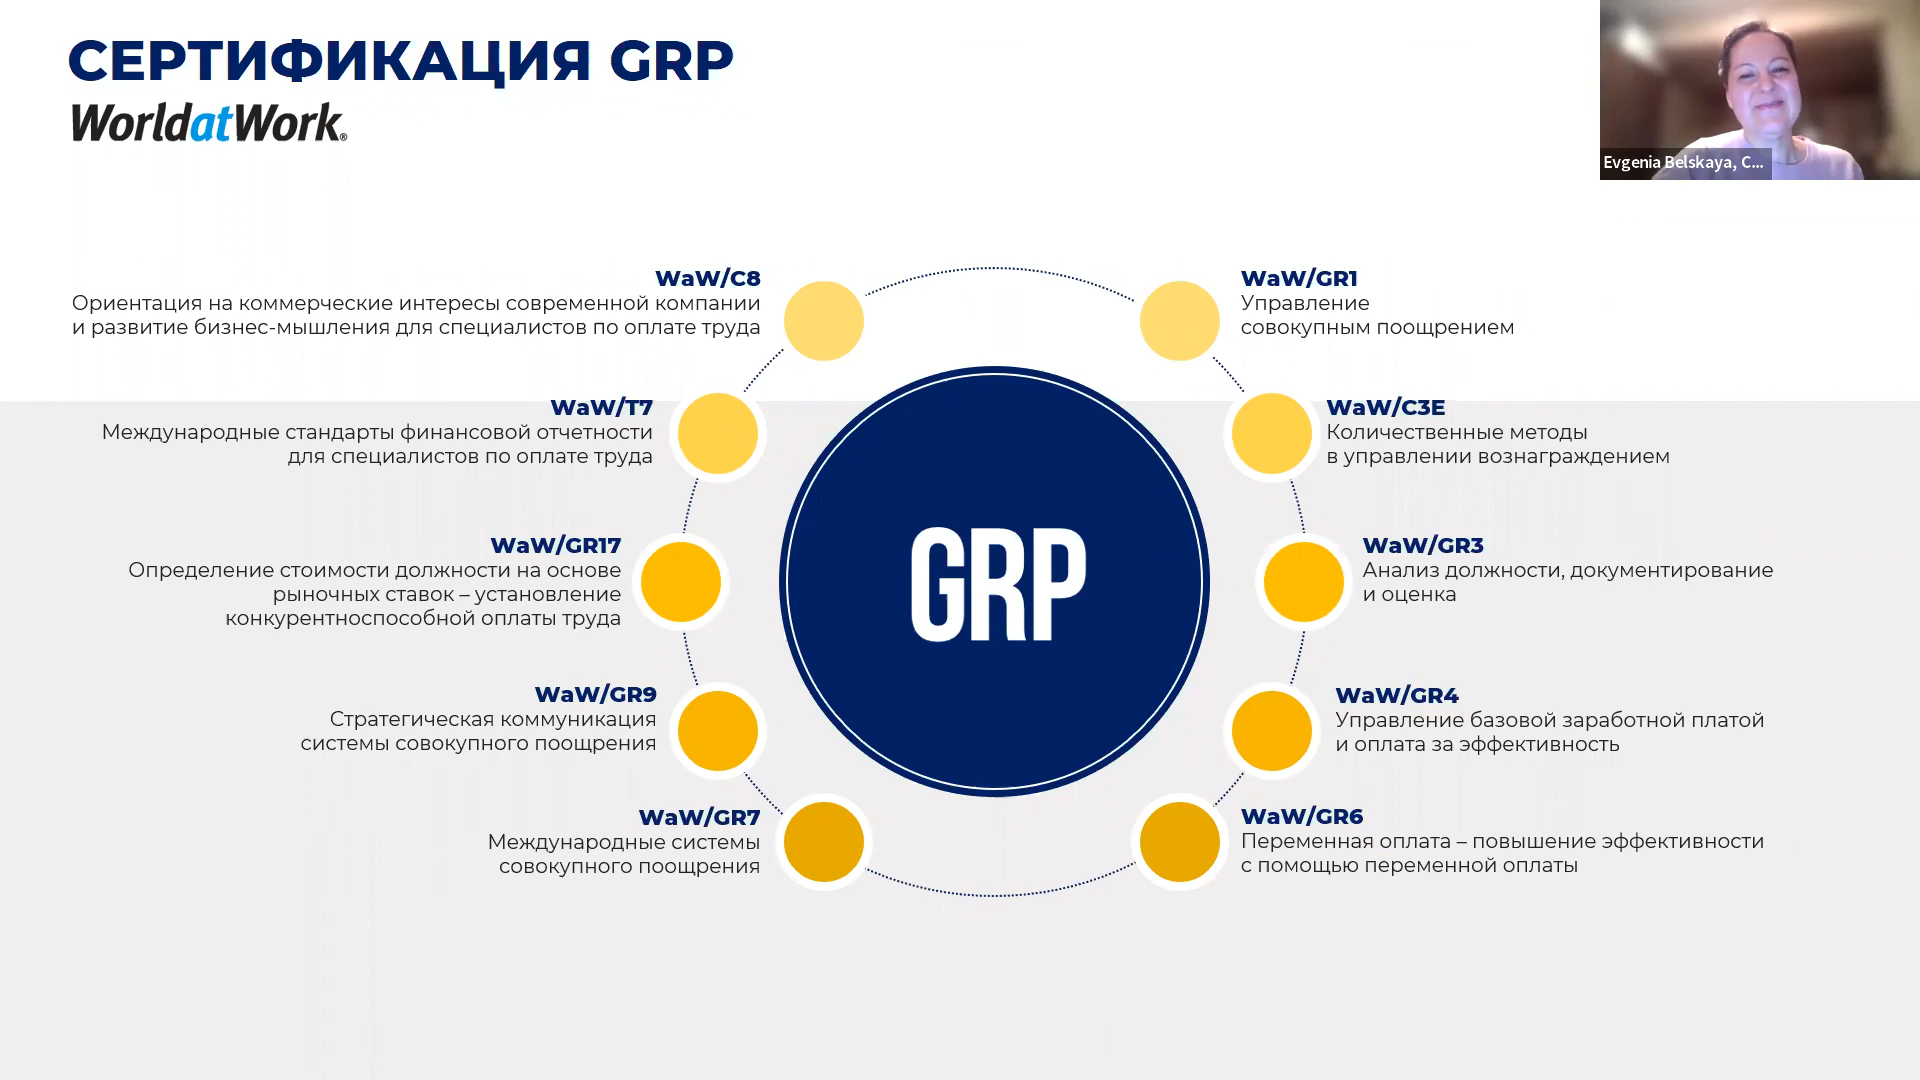 СЕРТИФИКАЦИЯ GRP
WorldatWork®
Evgenia Belskaya, C...
WaW/C8
Ориентация на коммерческие интересы современной компании
и развитие бизнес-мышления для специалистов по оплате труда
WaW/T7
Международные стандарты финансовой отчетности
для специалистов по оплате труда
WaW/GR17
Определение стоимости должности на основе
рыночных ставок – установление
конкурентноспособной оплаты труда
WaW/GR9
Стратегическая коммуникация
системы совокупного поощрения
WaW/GR7
Международные системы
совокупного поощрения
GRP
WaW/GR1
Управление
совокупным поощрением
WaW/C3E
Количественные методы
в управлении вознаграждением
WaW/GR3
Анализ должности, документирование
и оценка
WaW/GR4
Управление базовой заработной платой
и оплата за эффективность
WaW/GR6
Переменная оплата – повышение эффективности
с помощью переменной оплаты